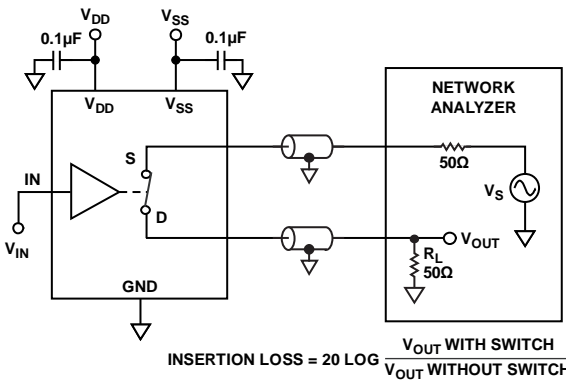 VDD
VSS
0.1µF
0.1µF
VDD
VSS
NETWORK
ANALYZER
S
50Ω
IN
VS
D
VIN
VOUT
RL
50Ω
GND
INSERTION LOSS = 20 LOG VOUT WITH SWITCH
VOUT WITHOUT SWITCH